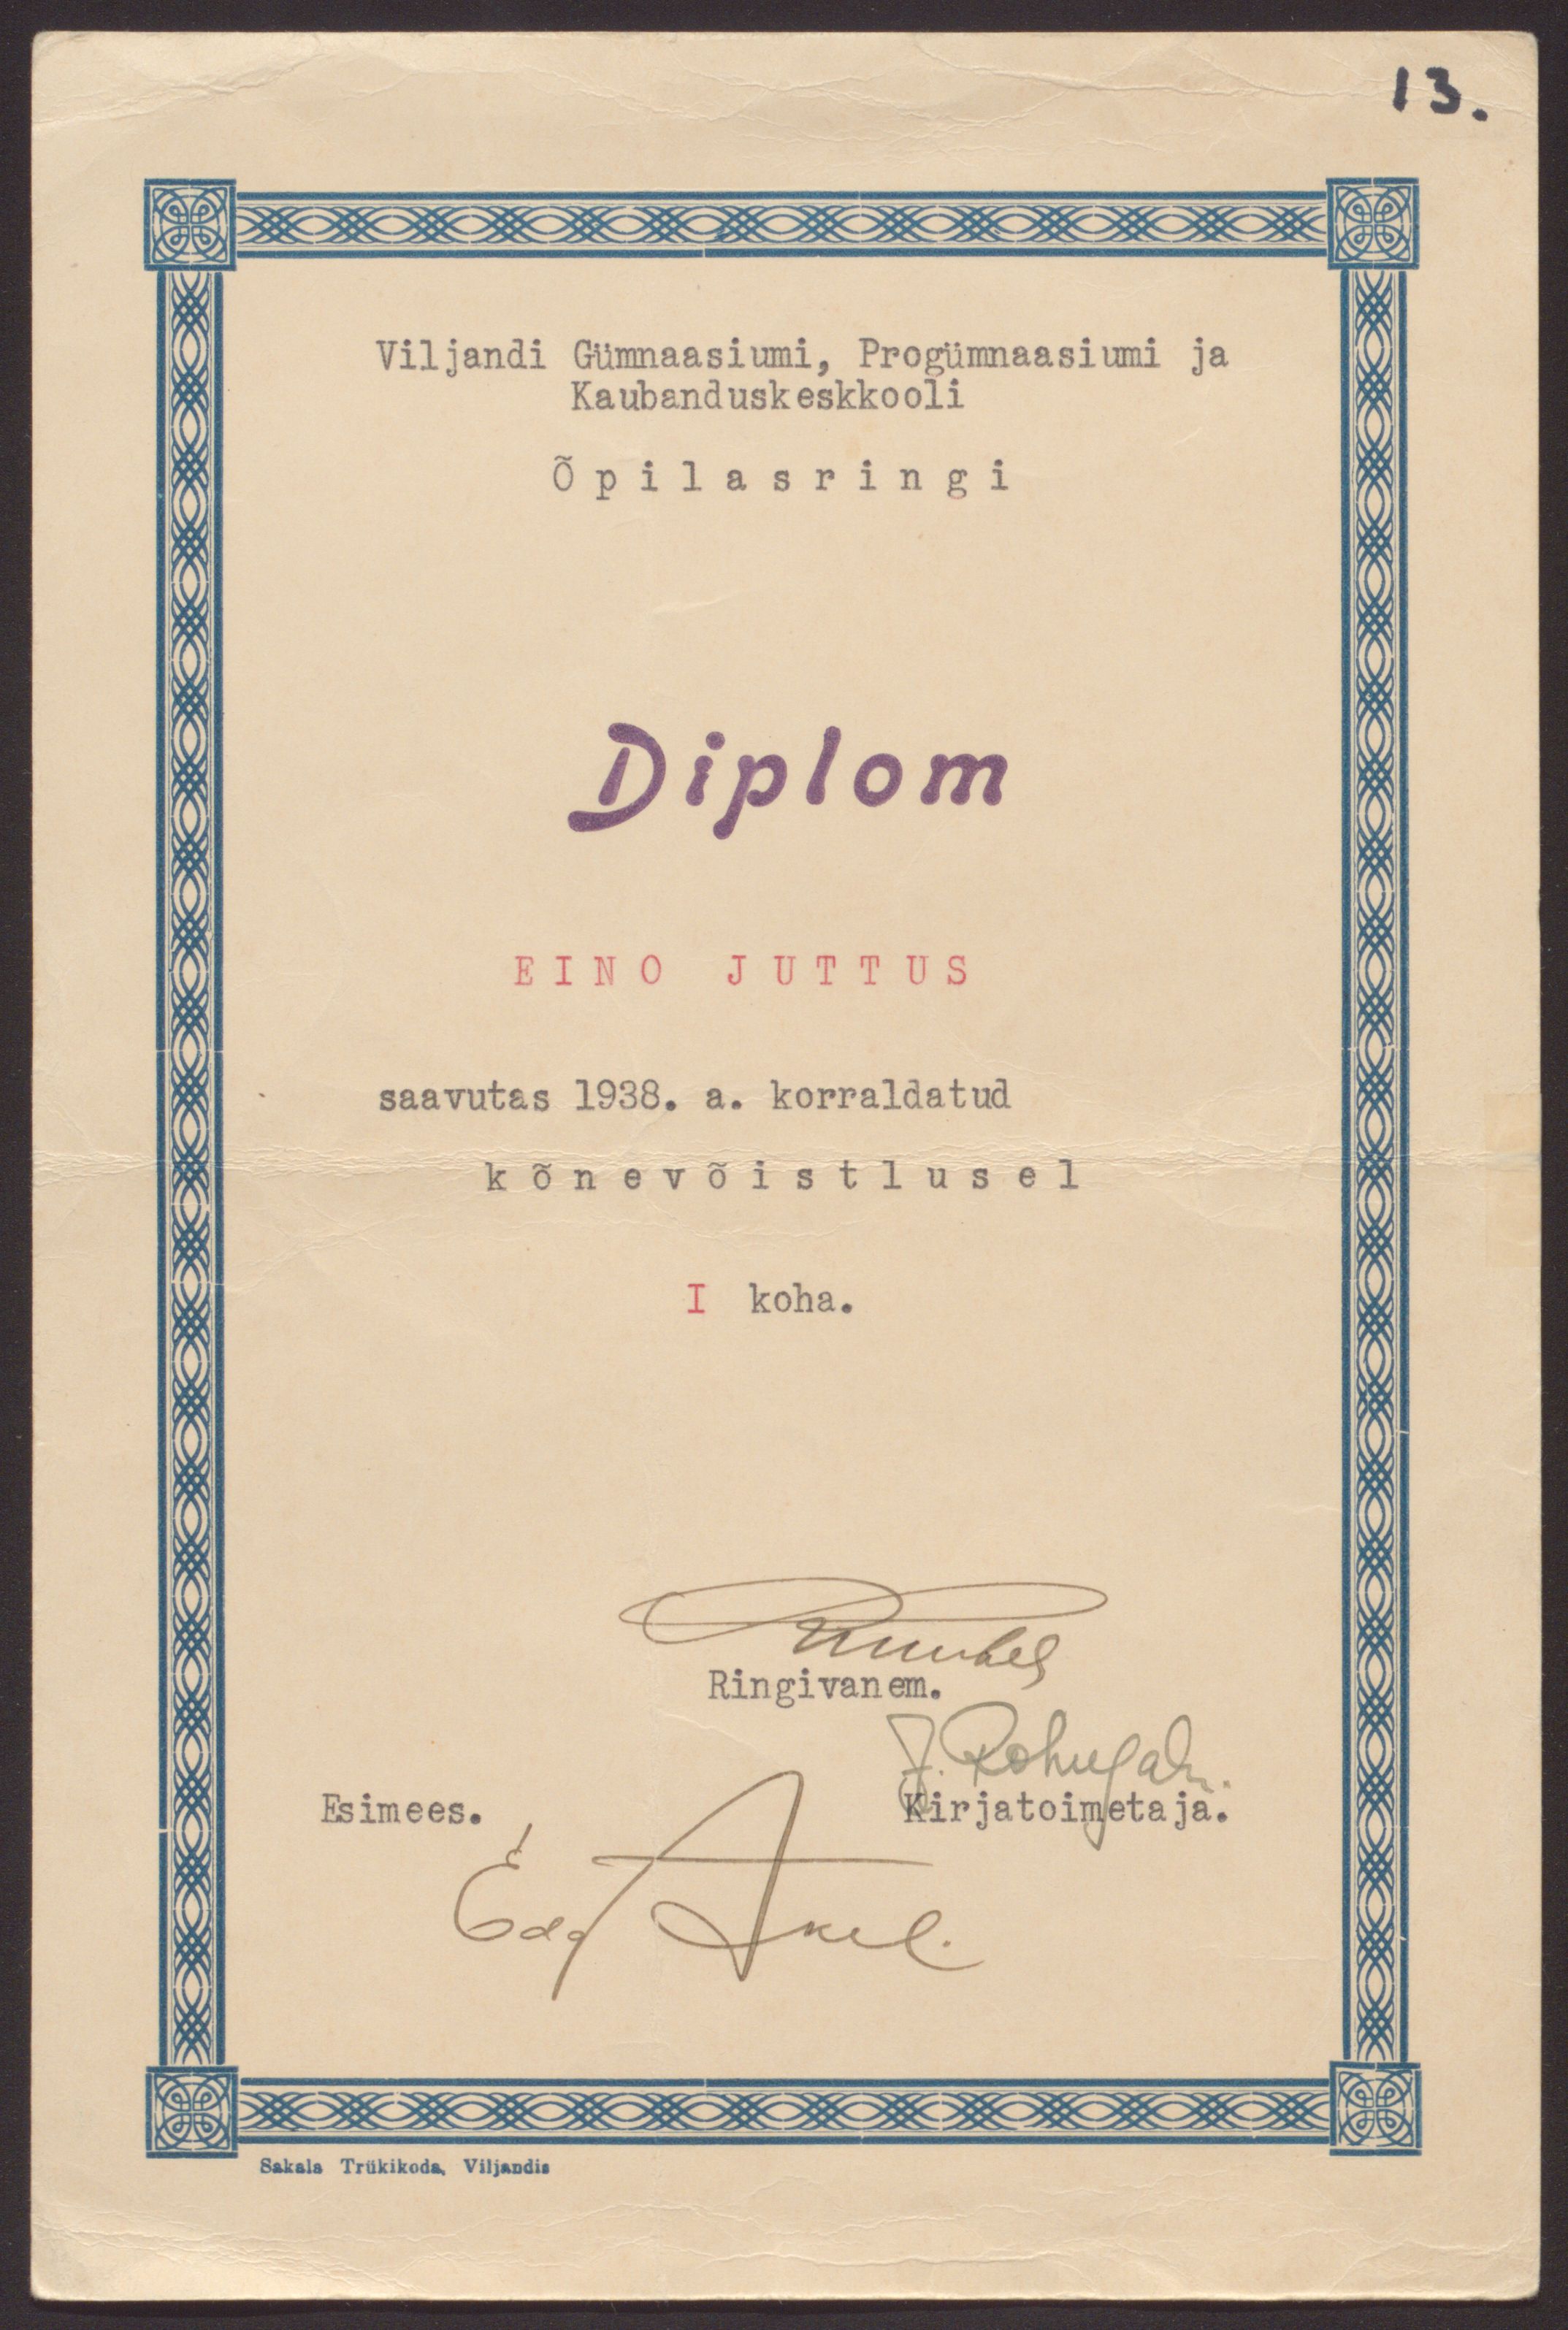 13.
Viljandi Gümnaasiumi, Progümnaasiumi ja
Kaubanduskeskkooli
Õpilasringi
Diplom
EINO JUTTUS
saavutas 1938. a. korraldatud
kõnevõistlusel
I koha.
Ringivanem.
J.
Esimees.
Kirjatoimetaja.
Edg
Sakala Trükikoda, Viljandis